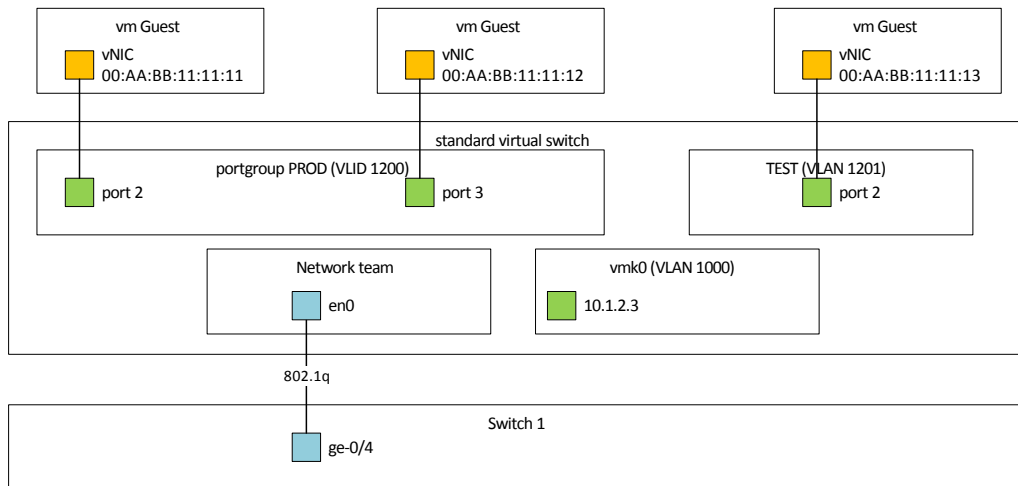 vm Guest
vNIC
00:AA:BB:11:11:11
vm Guest
vNIC
00:AA:BB:11:11:12
vm Guest
vNIC
00:AA:BB:11:11:13
standard virtual switch
portgroup PROD (VLID 1200)
port 2
port 3
TEST (VLAN 1201)
port 2
Network team
en0
vmk0 (VLAN 1000)
10.1.2.3
802.1q
Switch 1
ge-0/4